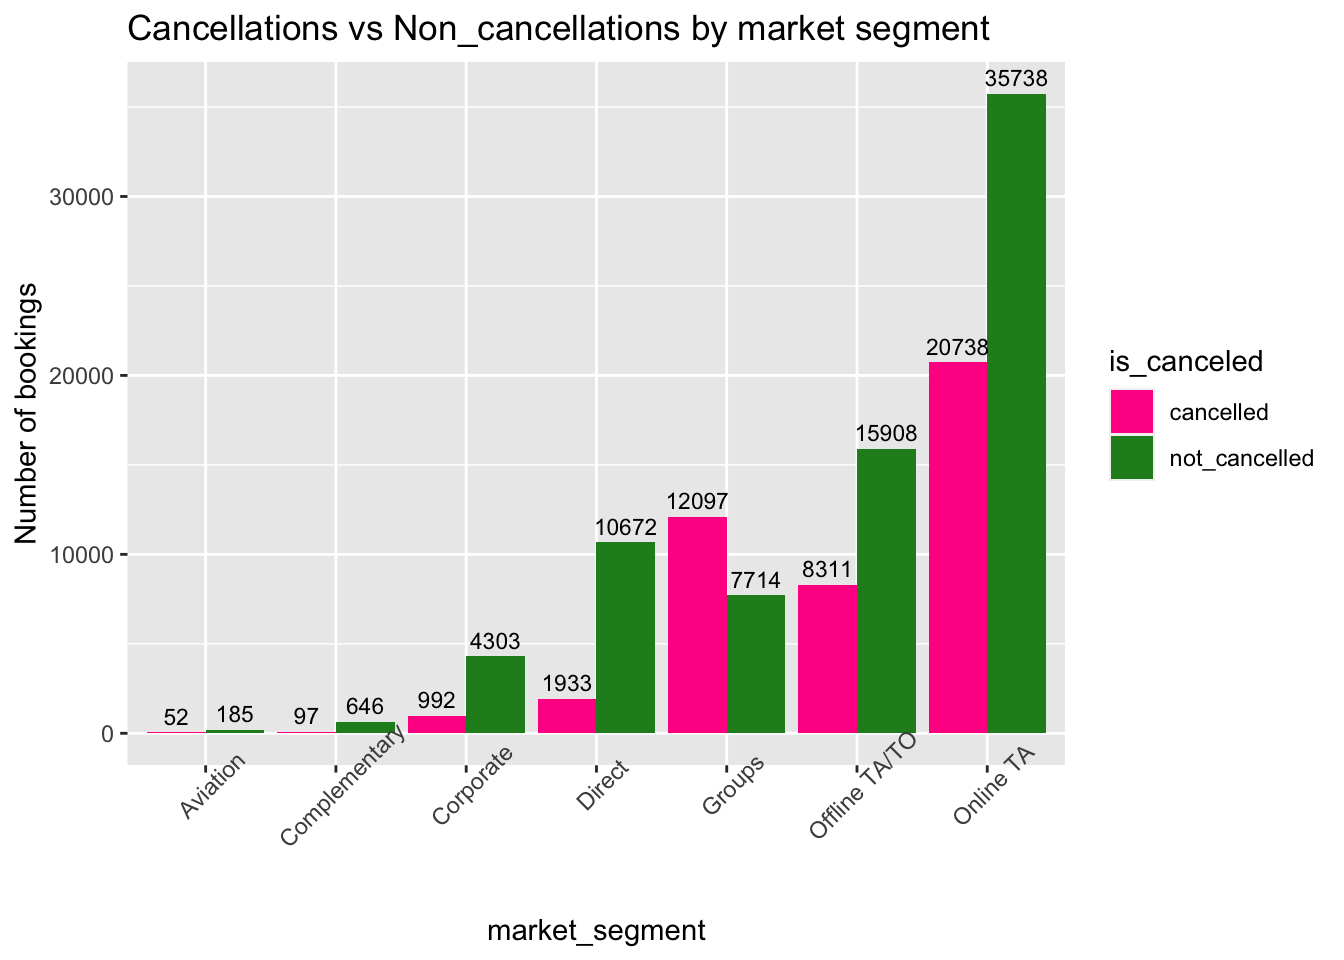 Cancellations vs Non_cancellations by market segment
35738
30000
20738
is_canceled
20000
cancelled
15908
not_cancelled
12097
10672
10000
8311
7714
4303
1933
992
646
185
97
52
0
Number of bookings
Aviation
Complementary
Corporate
Direct
Groups
Offline TA/TO
Online TA
market_segment